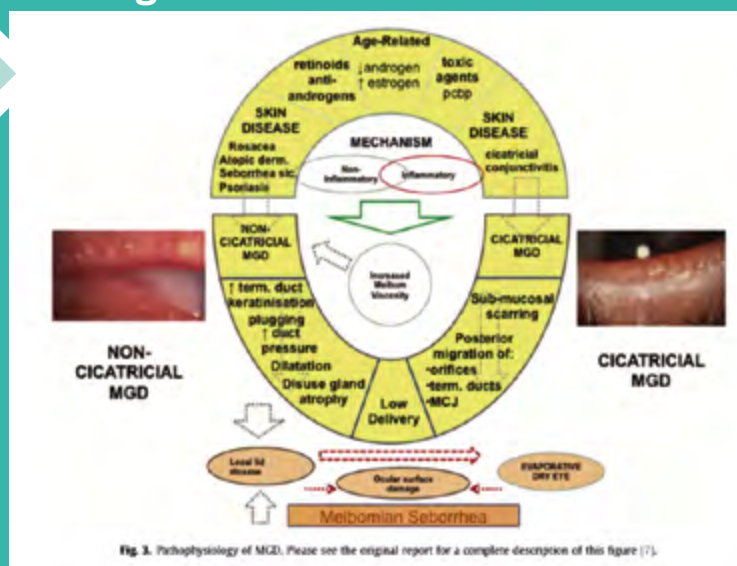 Age-Related
retinoids
anti-
androgens
↓androgen
↑ estrogen
toxic
agents
pcbp
SKIN
DISEASE
Rosacea
Atopic derm.
Seborrhea sic.
Psoriasis
MECHANISM
Non-
Inflammatory
Inflammatory
SKIN
DISEASE
cicatricial
conjunctivitis
NON-
CICATRICIAL
MGD
CICATRICIAL
MGD
Increased
Meibum
Viscosity
↑ term. duct
keratinisation
plugging
↑ duct
pressure
Dilatation
Disuse gland
atrophy
Low
Delivery
Sub-mucosal
scarring
Posterior
migration of:
•orifices
•term. ducts
•MCJ
NON-
CICATRICIAL
MGD
CICATRICIAL
MGD
Local lid
disease
Ocular surface
damage
EVAPORATIVE
DRY EYE
Meibomian Seborrhea
Fig. 3. Pathophysiology of MGD. Please see the original report for a complete description of this figure [7].